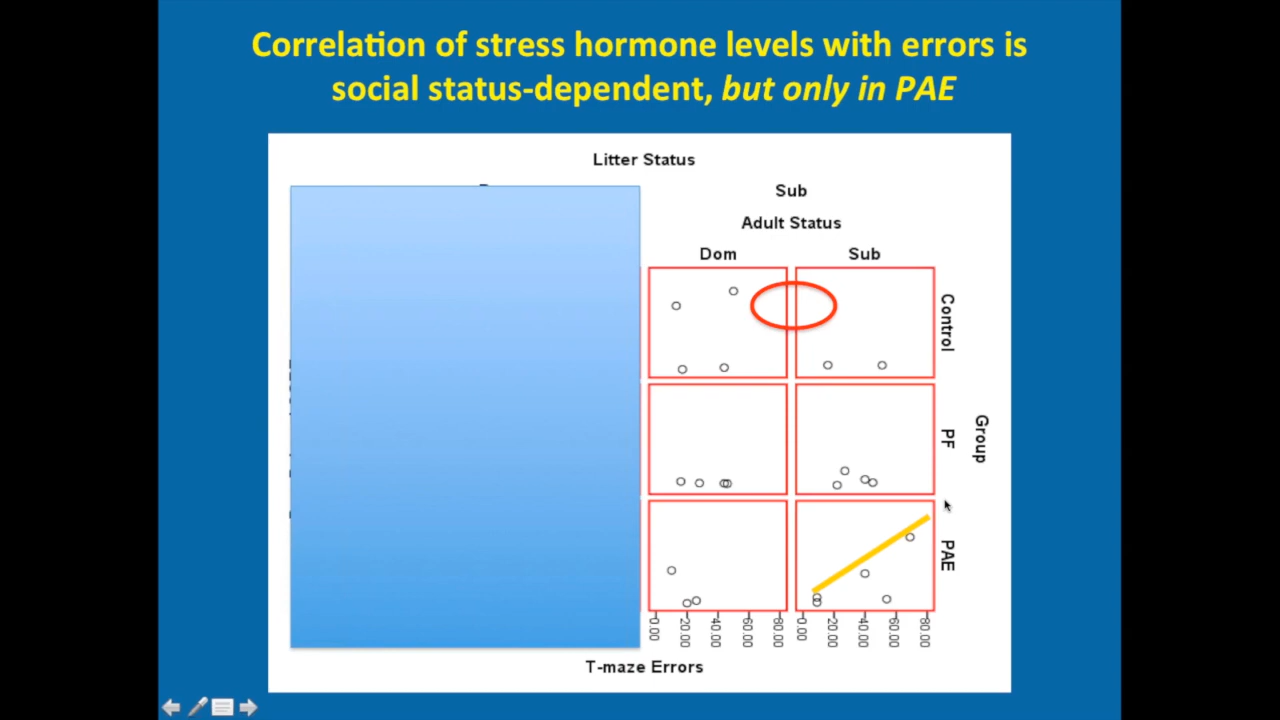 Correlation of stress hormone levels with errors is
social status-dependent, but only in PAE
Litter Status
Sub
Adult Status
Dom Sub
Control
PF
PAE
Group
0.00 20.00 40.00 60.00 80.00 0.00 20.00 40.00 60.00 80.00
T-maze Errors